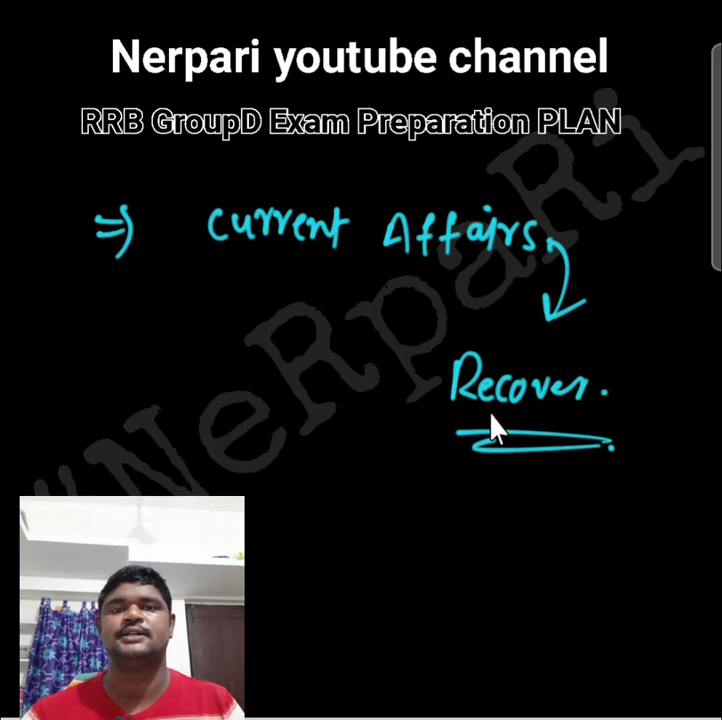 Nerpari youtube channel
RRB GroupD Exam Preparation PLAN
⇒ Current Affairs
Recover.
"NeRpaRi